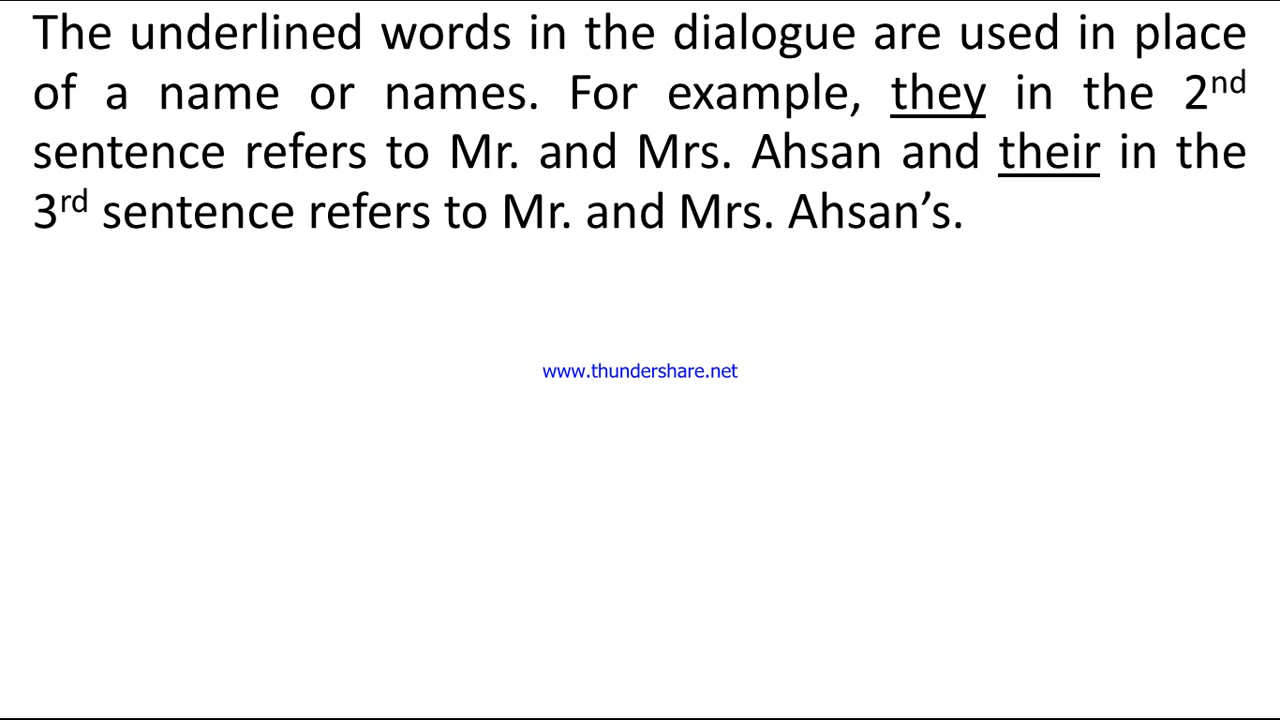 The underlined words in the dialogue are used in place
of a name or names. For example, they in the 2nd
sentence refers to Mr. and Mrs. Ahsan and their in the
3rd sentence refers to Mr. and Mrs. Ahsan’s.
www.thundershare.net